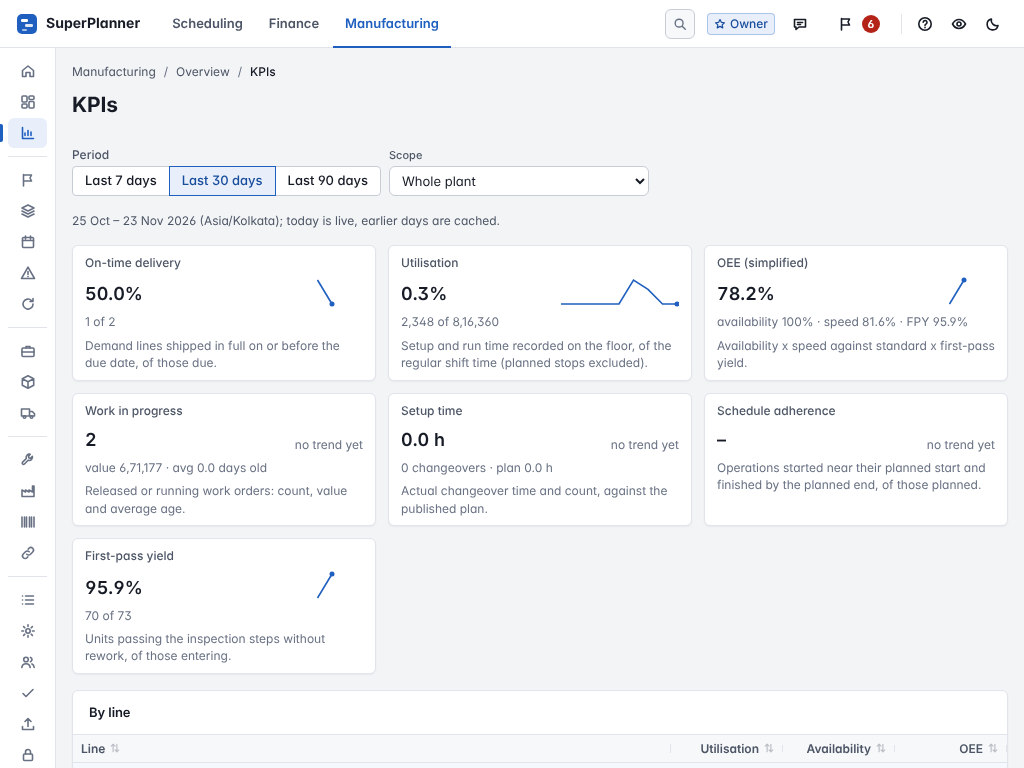 SuperPlanner
Scheduling
Finance
Manufacturing
Owner
6
Manufacturing / Overview / KPIs
KPIs
Period
Scope
Last 7 days
Last 30 days
Last 90 days
Whole plant
25 Oct – 23 Nov 2026 (Asia/Kolkata); today is live, earlier days are cached.
On-time delivery
50.0%
1 of 2
Demand lines shipped in full on or before the
due date, of those due.
Utilisation
0.3%
2,348 of 8,16,360
Setup and run time recorded on the floor, of the
regular shift time (planned stops excluded).
OEE (simplified)
78.2%
availability 100% · speed 81.6% · FPY 95.9%
Availability x speed against standard x first-pass
yield.
Work in progress
2
no trend yet
value 6,71,177 · avg 0.0 days old
Released or running work orders: count, value
and average age.
Setup time
0.0 h
no trend yet
0 changeovers · plan 0.0 h
Actual changeover time and count, against the
published plan.
Schedule adherence
–
no trend yet
Operations started near their planned start and
finished by the planned end, of those planned.
First-pass yield
95.9%
70 of 73
Units passing the inspection steps without
rework, of those entering.
By line
Line
Utilisation
Availability
OEE